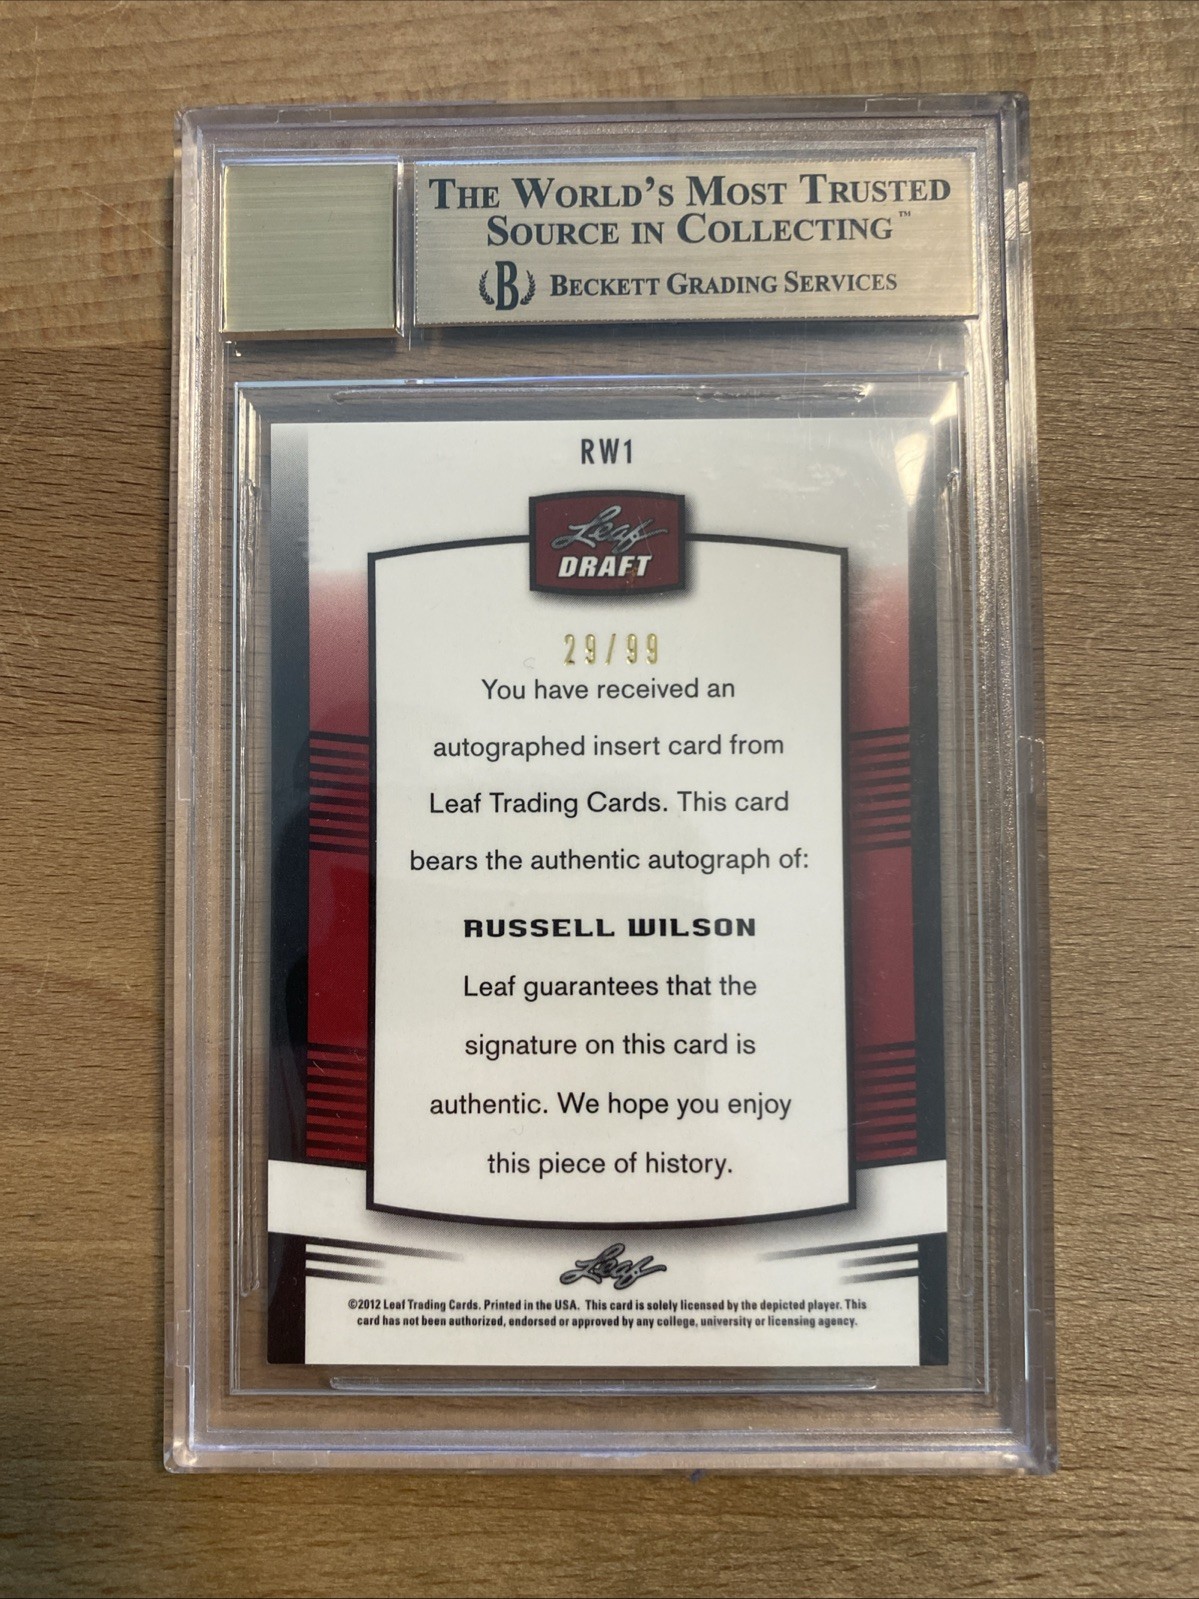 The World's Most Trusted
Source in Collecting™
B Beckett Grading Services
RW1
Leaf
DRAFT
29/99
You have received an
autographed insert card from
Leaf Trading Cards. This card
bears the authentic autograph of:
RUSSELL WILSON
Leaf guarantees that the
signature on this card is
authentic. We hope you enjoy
this piece of history.
Leaf
©2012 Leaf Trading Cards. Printed in the USA. This card is solely licensed by the depicted player. This
card has not been authorized, endorsed or approved by any college, university or licensing agency.